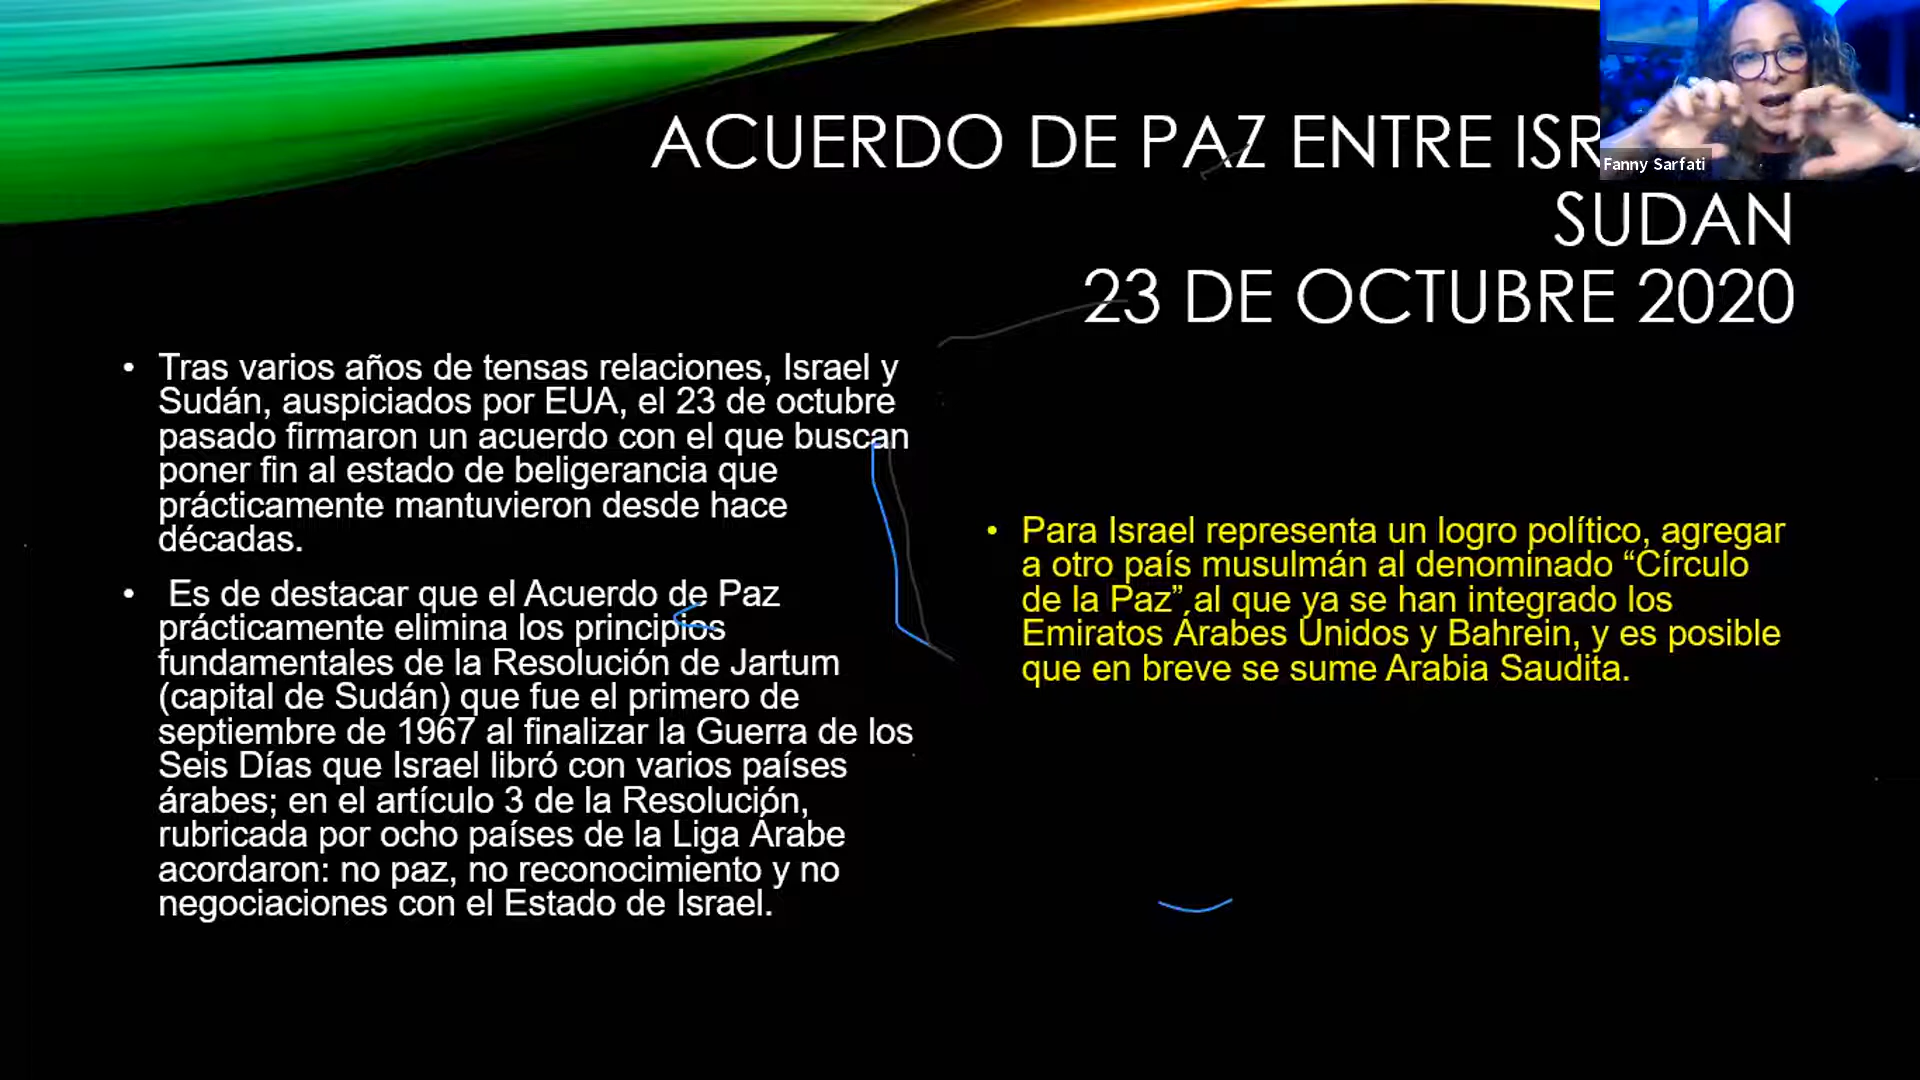 ACUERDO DE PAZ ENTRE ISR
SUDAN
23 DE OCTUBRE 2020
Fanny Sarfati
• Tras varios años de tensas relaciones, Israel y
Sudán, auspiciados por EUA, el 23 de octubre
pasado firmaron un acuerdo con el que buscan
poner fin al estado de beligerancia que
prácticamente mantuvieron desde hace
décadas.
• Es de destacar que el Acuerdo de Paz
prácticamente elimina los principios
fundamentales de la Resolución de Jartum
(capital de Sudán) que fue el primero de
septiembre de 1967 al finalizar la Guerra de los
Seis Días que Israel libró con varios países
árabes; en el artículo 3 de la Resolución,
rubricada por ocho países de la Liga Árabe
acordaron: no paz, no reconocimiento y no
negociaciones con el Estado de Israel.
• Para Israel representa un logro político, agregar
a otro país musulmán al denominado “Círculo
de la Paz” al que ya se han integrado los
Emiratos Árabes Unidos y Bahrein, y es posible
que en breve se sume Arabia Saudita.